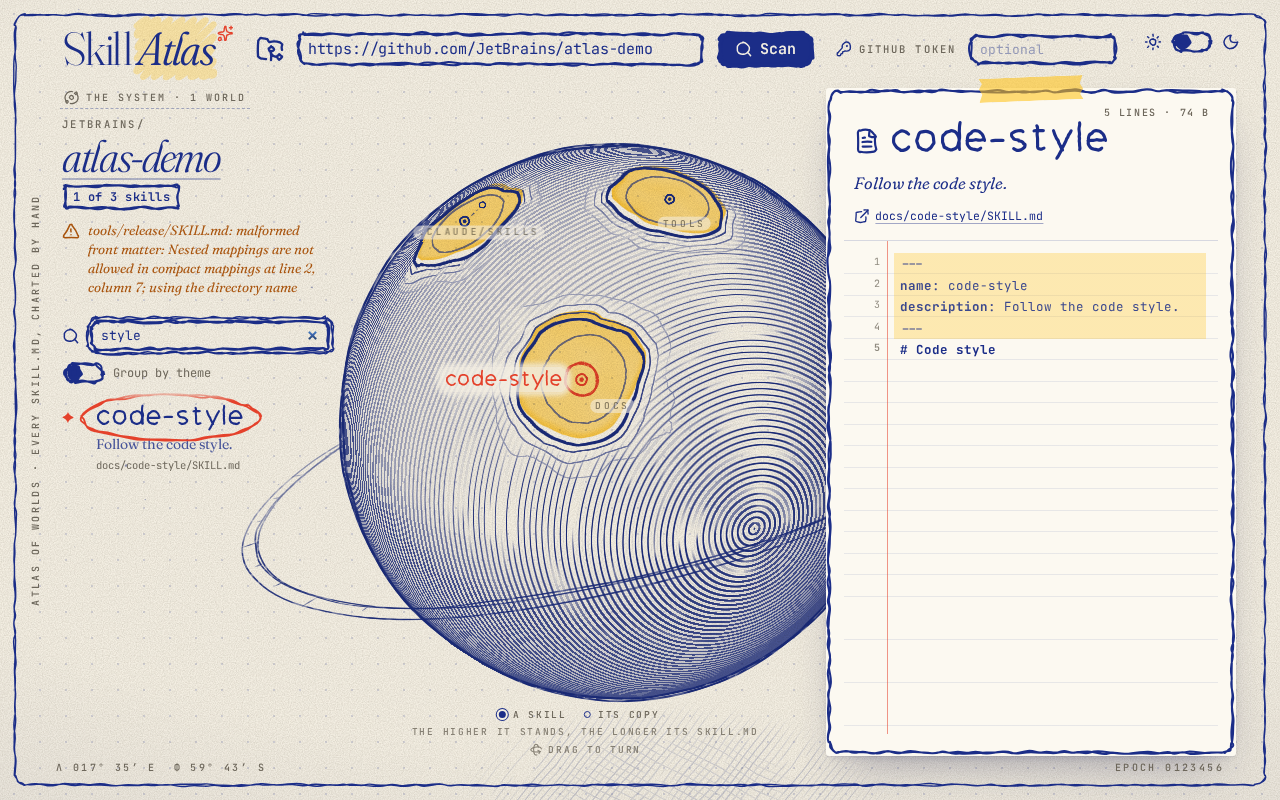 Skill Atlas
https://github.com/JetBrains/atlas-demo
Scan
GITHUB TOKEN
optional
THE SYSTEM · 1 WORLD
JETBRAINS/
atlas-demo
1 of 3 skills
tools/release/SKILL.md: malformed
front matter: Nested mappings are not
allowed in compact mappings at line 2,
column 7; using the directory name
style
Group by theme
code-style
Follow the code style.
docs/code-style/SKILL.md
ATLAS OF WORLDS · EVERY SKILL.MD, CHARTED BY HAND
CLAUDE/SKILLS
TOOLS
code-style
DOCS
A SKILL
ITS COPY
THE HIGHER IT STANDS, THE LONGER ITS SKILL.MD
DRAG TO TURN
5 LINES · 74 B
code-style
Follow the code style.
docs/code-style/SKILL.md
1 ---
2 name: code-style
3 description: Follow the code style.
4 ---
5 # Code style
Λ 017° 35′ E Φ 59° 43′ S
EPOCH 0123456